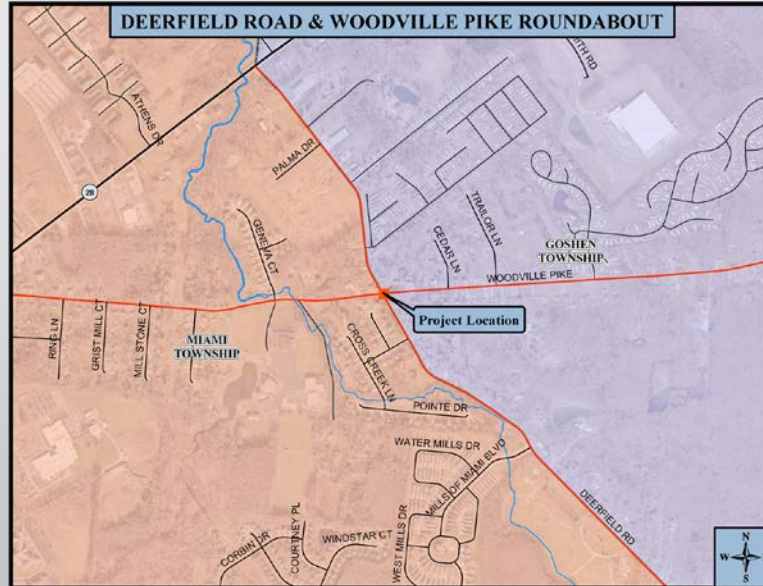 DEERFIELD ROAD & WOODVILLE PIKE ROUNDABOUT
ITH RD
ATHENS DR
PALMA DR
28
GENEVA CT
TRAILOR LN
CEDAR LN
GOSHEN
TOWNSHIP
WOODVILLE PIKE
Project Location
RING LN
GRIST MILL CT
MILL STONE CT
MIAMI
TOWNSHIP
CROSS CREEK LN
POINTE DR
WATER MILLS DR
MILLS OF MIAMI BLVD
DEERFIELD RD
CORBIN DR
COURTNEY PL
WINDSTAR CT
WEST MILLS DR
N
W E
S